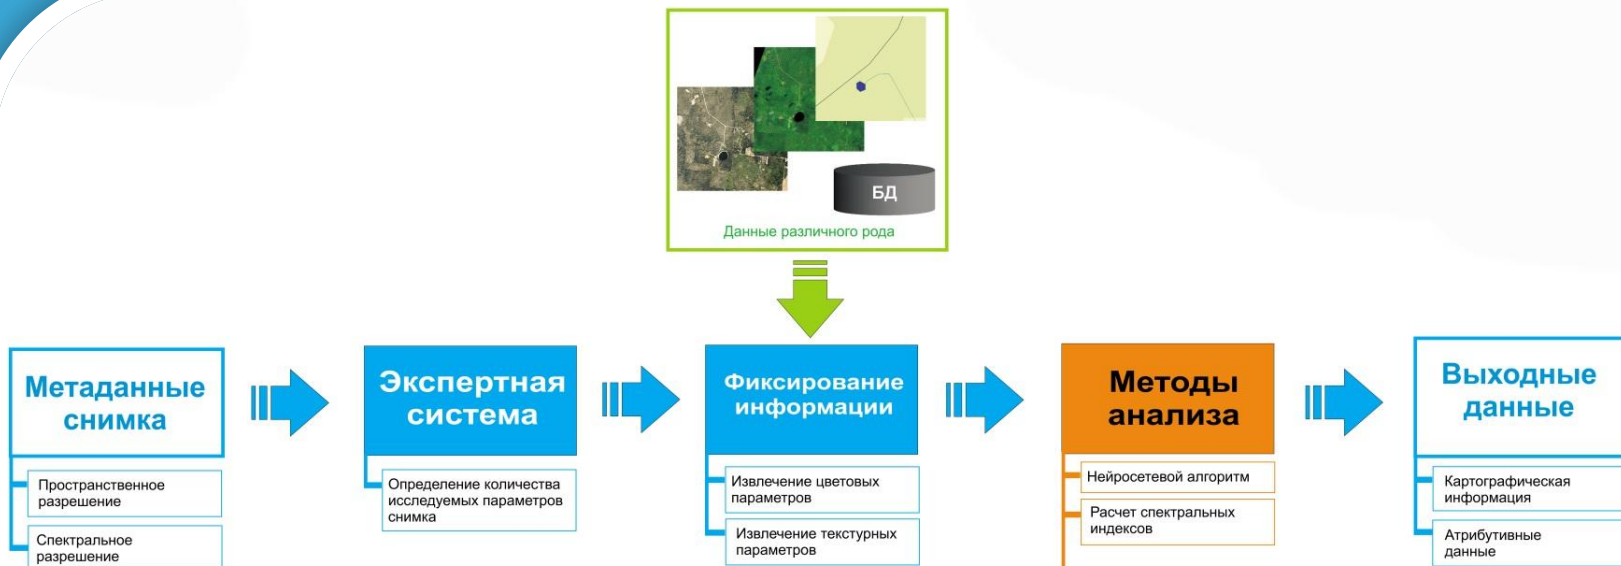 БД
Данные различного рода
Метаданные
снимка
Пространственное
разрешение
Спектральное
разрешение
Экспертная
система
Определение количества
исследуемых параметров
снимка
Фиксирование
информации
Извлечение цветовых
параметров
Извлечение текстурных
параметров
Методы
анализа
Нейросетевой алгоритм
Расчет спектральных
индексов
Выходные
данные
Картографическая
информация
Атрибутивные
данные